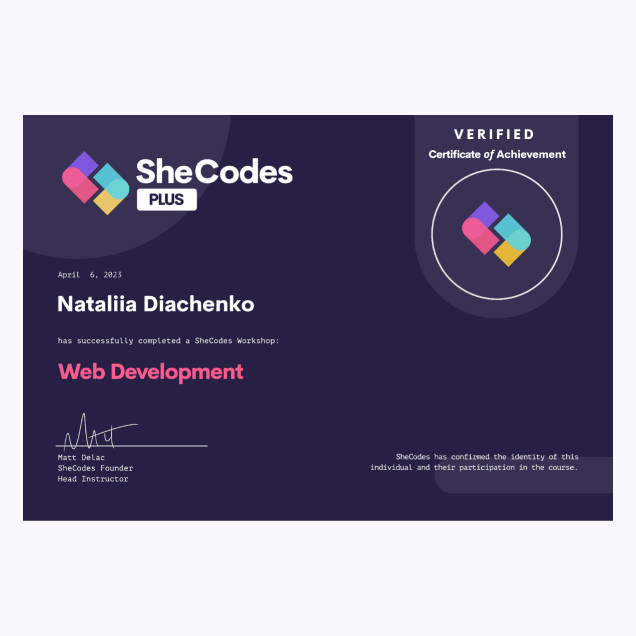 SheCodes
PLUS
VERIFIED
Certificate of Achievement
April 6, 2023
Nataliia Diachenko
has successfully completed a SheCodes Workshop:
Web Development
Matt Delac
SheCodes Founder
Head Instructor
SheCodes has confirmed the identity of this
individual and their participation in the course.